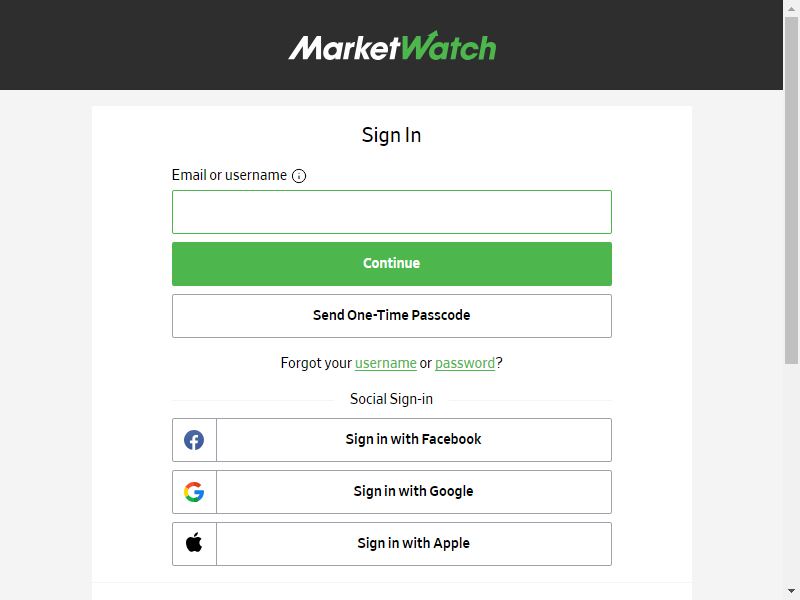 MarketWatch
Sign In
Email or username
Continue
Send One-Time Passcode
Forgot your username or password?
Social Sign-in
Sign in with Facebook
Sign in with Google
Sign in with Apple